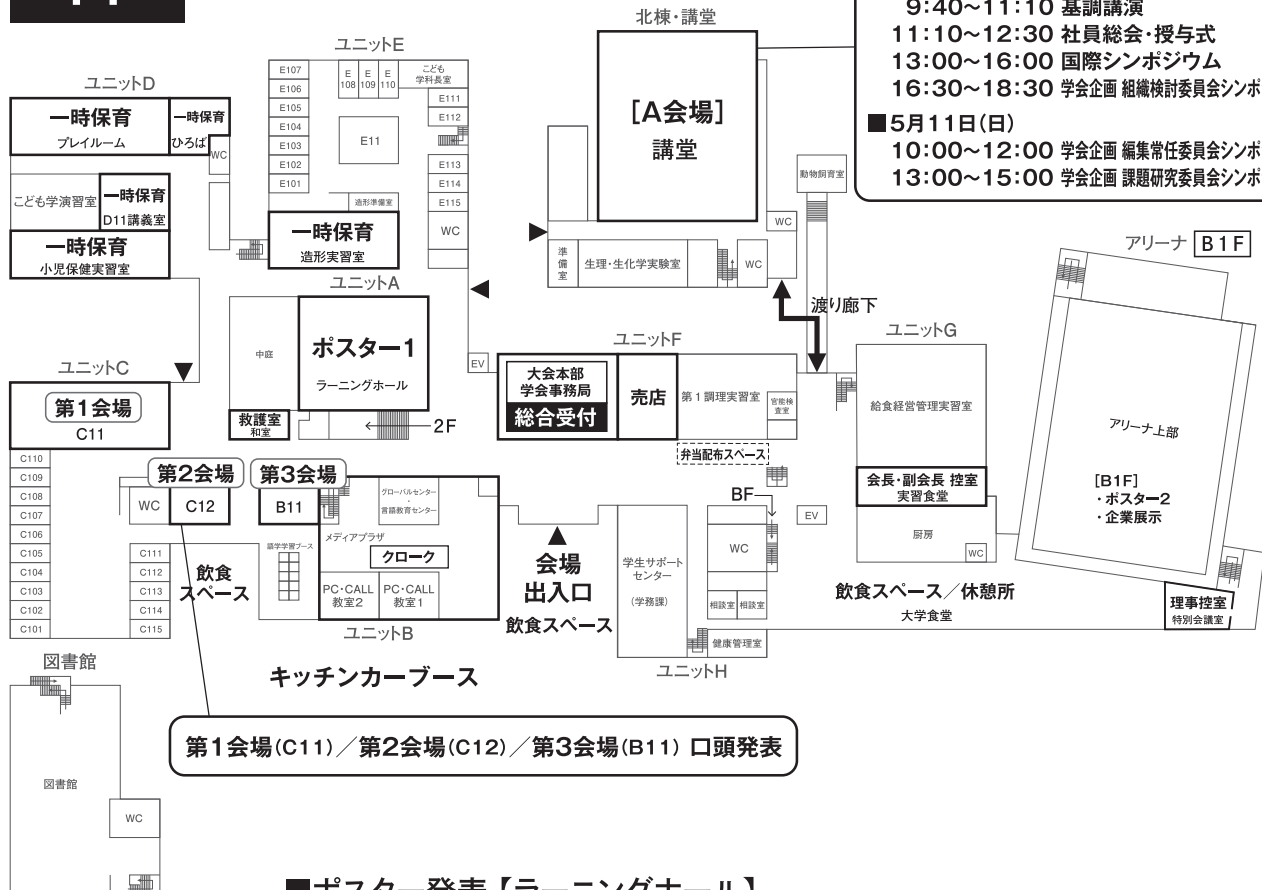 北棟・講堂
[A会場]
講堂
9:40〜11:10 基調講演
11:10〜12:30 社員総会・授与式
13:00〜16:00 国際シンポジウム
16:30〜18:30 学会企画 組織検討委員会シンポ
■5月11日(日)
10:00〜12:00 学会企画 編集常任委員会シンポ
13:00〜15:00 学会企画 課題研究委員会シンポ
動物飼育室
WC
準備室
生理・生化学実験室
WC
渡り廊下
ユニットE
E107
E106
E105
E104
E103
E102
E101
E108
E109
E110
こども
学科長室
E111
E112
E11
E113
E114
E115
WC
造形準備室
一時保育
造形実習室
ユニットD
一時保育
プレイルーム
一時保育
ひろば
WC
こども学演習室
一時保育
D11講義室
一時保育
小児保健実習室
ユニットA
中庭
ポスター1
ラーニングホール
救護室
和室
2F
EV
ユニットF
大会本部
学会事務局
総合受付
売店
第1調理実習室
官能検査室
弁当配布スペース
ユニットG
給食経営管理実習室
会長・副会長 控室
実習食堂
厨房
WC
アリーナ B1F
アリーナ上部
[B1F]
・ポスター2
・企業展示
理事控室
特別会議室
飲食スペース/休憩所
大学食堂
ユニットC
第1会場
C11
C110
C109
C108
C107
C106
C105
C104
C103
C102
C101
第2会場
WC
C12
C111
C112
C113
C114
C115
飲食
スペース
第3会場
B11
語学学習ブース
グローバルセンター
・
言語教育センター
メディアプラザ
クローク
PC・CALL
教室2
PC・CALL
教室1
ユニットB
会場
出入口
飲食スペース
学生サポート
センター
(学務課)
BF
WC
EV
相談室
相談室
健康管理室
ユニットH
キッチンカーブース
第1会場(C11)/第2会場(C12)/第3会場(B11) 口頭発表
図書館
図書館
WC
■ポスター発表【ラーニングホール】